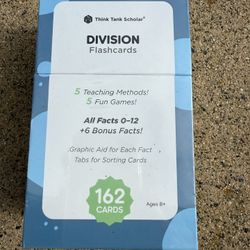 Think Tank Scholar
DIVISION
Flashcards
5 Teaching Methods!
5 Fun Games!
All Facts 0–12
+6 Bonus Facts!
Graphic Aid for Each Fact
Tabs for Sorting Cards
162
CARDS
Ages 8+